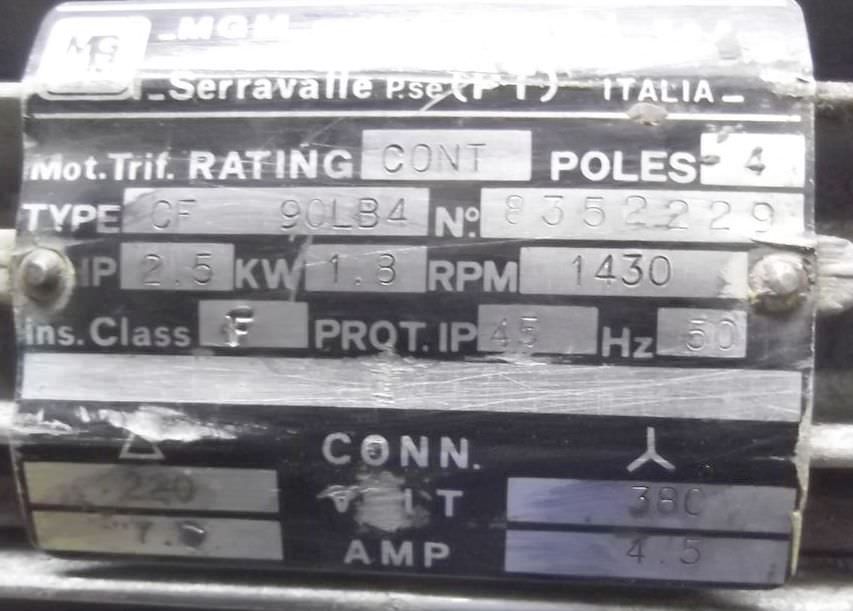 MGM
Serravalle P.se (PT) ITALIA
Mot.Trif. RATING CONT POLES 4
TYPE CF 90LB4 N° 8352229
HP 2.5 KW 1.8 RPM 1430
ins.Class F PROT.IP 45 Hz 50
CONN.
220 VOLT 380
AMP 4.5